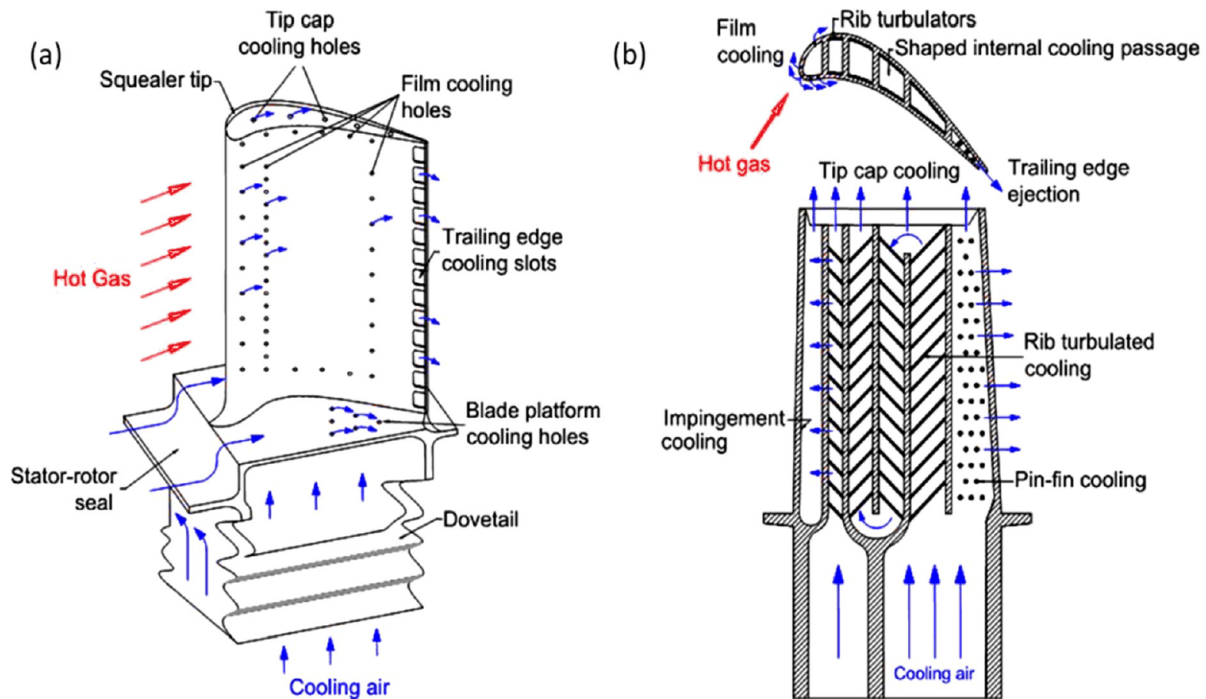 (a)
Tip cap
cooling holes
Squealer tip
Film cooling
holes
Hot Gas
Trailing edge
cooling slots
Blade platform
cooling holes
Stator-rotor
seal
Dovetail
Cooling air
(b)
Film
cooling
Rib turbulators
Shaped internal cooling passage
Hot gas
Tip cap cooling
Trailing edge
ejection
Rib turbulated
cooling
Impingement
cooling
Pin-fin cooling
Cooling air